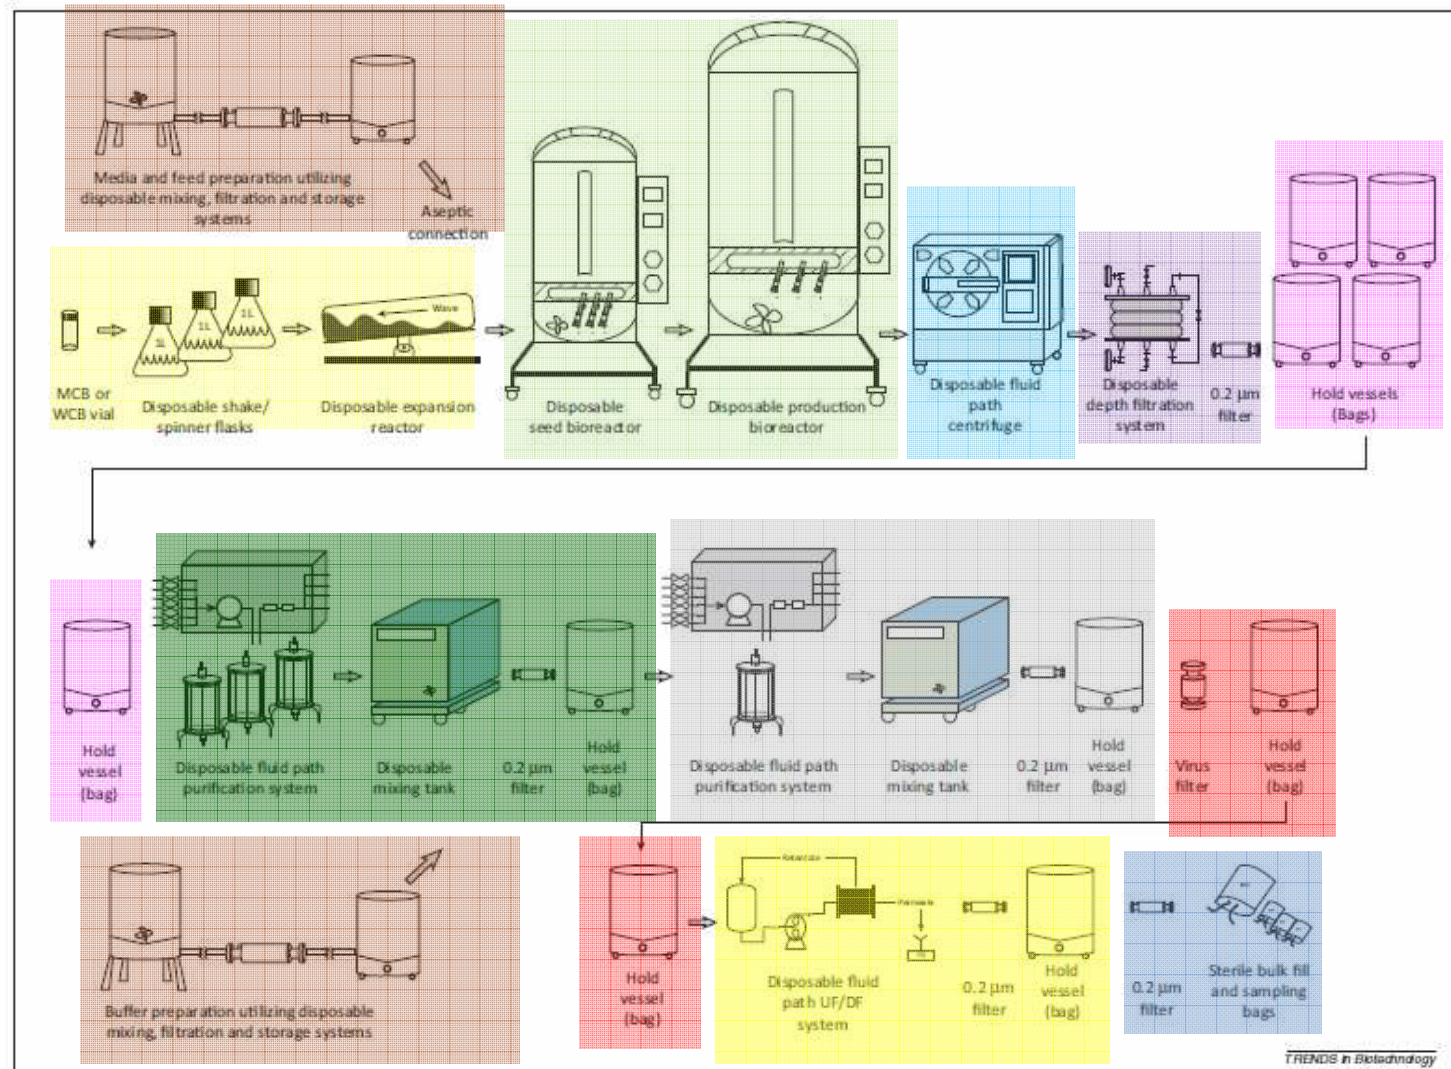 Media and feed preparation utilizing
disposable mixing, filtration and storage
systems
Aseptic
connection
MCB or
WCB vial
3L
1L
1L
Disposable shake/
spinner flasks
Wave
Disposable expansion
reactor
Disposable
seed bioreactor
Disposable production
bioreactor
Disposable fluid
path
centrifuge
Disposable
depth filtration
system
0.2 µm
filter
Hold vessels
(Bags)
Hold
vessel
(bag)
Disposable fluid path
purification system
Disposable
mixing tank
0.2 µm
filter
Hold
vessel
(bag)
Disposable fluid path
purification system
Disposable
mixing tank
0.2 µm
filter
Hold
vessel
(bag)
Virus
filter
Hold
vessel
(bag)
Buffer preparation utilizing disposable
mixing, filtration and storage systems
Hold
vessel
(bag)
Retentate
Permeate
Disposable fluid
path UF/DF
system
0.2 µm
filter
Hold
vessel
(bag)
0.2 µm
filter
Sterile bulk fill
and sampling
bags
TRENDS in Biotechnology